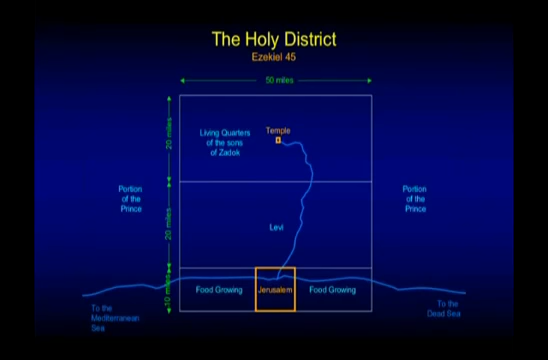 The Holy District
Ezekiel 45
50 miles
20 miles
Living Quarters
of the sons
of Zadok
Temple
Portion
of the
Prince
Portion
of the
Prince
20 miles
Levi
10 miles
Food Growing
Jerusalem
Food Growing
To the
Mediterranean
Sea
To the
Dead Sea